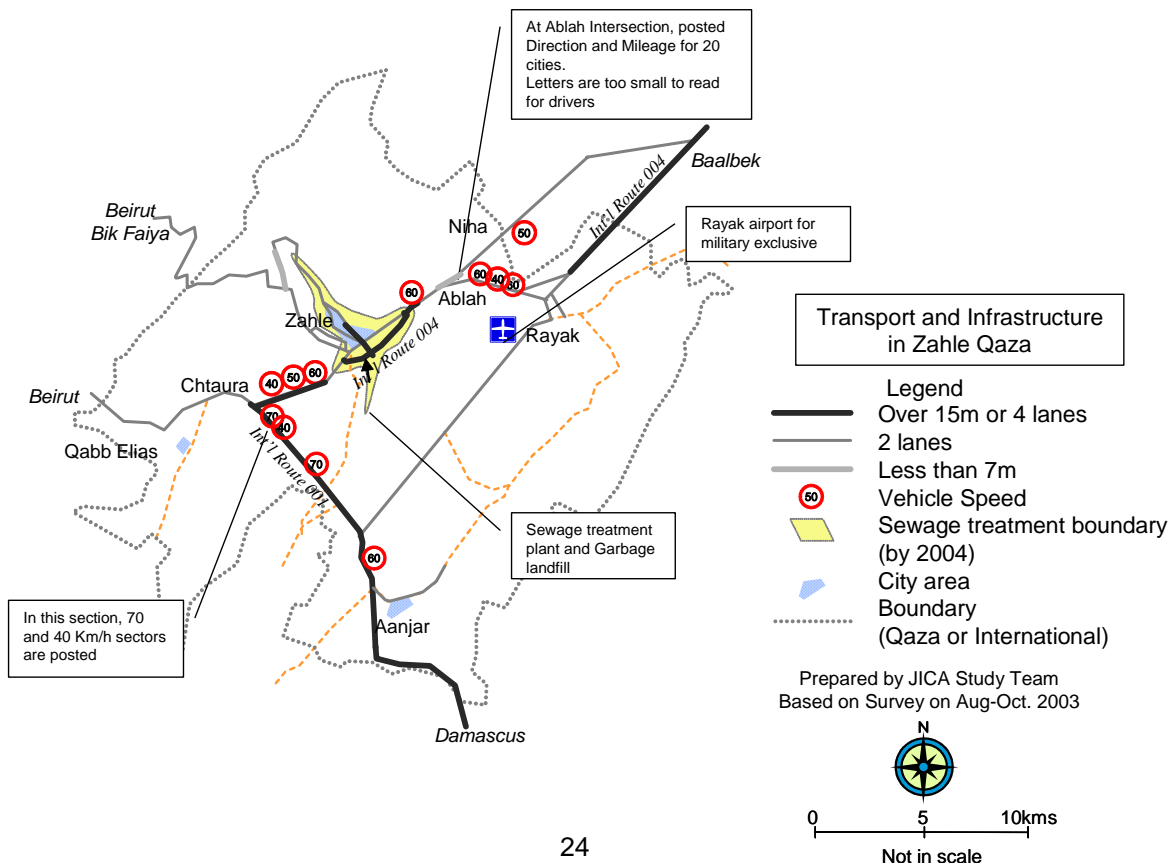 At Ablah Intersection, posted
Direction and Mileage for 20
cities.
Letters are too small to read
for drivers
Baalbek
Int'l Route 004
Beirut
Bik Faiya
Niha
50
Rayak airport for
military exclusive
60
40
60
60
Ablah
Zahle
Rayak
Int'l Route 004
Chtaura
40
50
60
Beirut
70
40
Qabb Elias
Int'l Route 001
70
Sewage treatment
plant and Garbage
landfill
60
In this section, 70
and 40 Km/h sectors
are posted
Aanjar
Damascus
Transport and Infrastructure
in Zahle Qaza
Legend
Over 15m or 4 lanes
2 lanes
Less than 7m
50
Vehicle Speed
Sewage treatment boundary
(by 2004)
City area
Boundary
(Qaza or International)
Prepared by JICA Study Team
Based on Survey on Aug-Oct. 2003
N
0 5 10kms
Not in scale
24